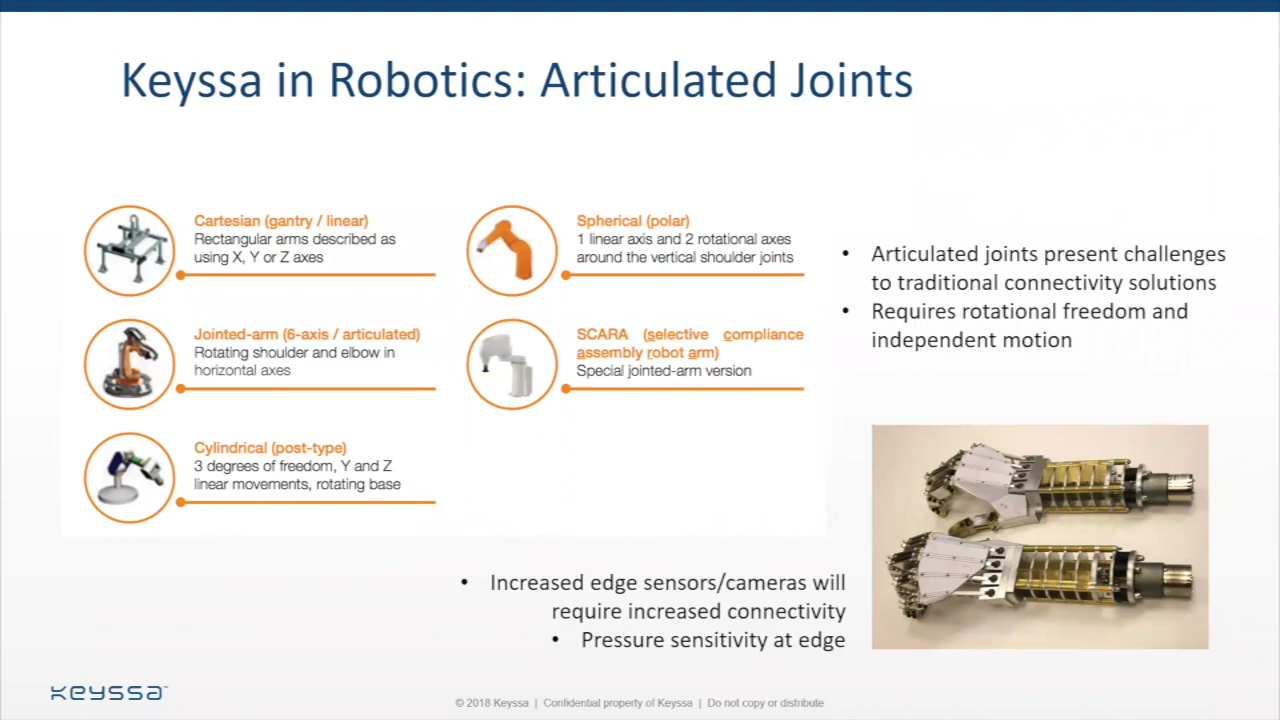 Keyssa in Robotics: Articulated Joints
Cartesian (gantry / linear)
Rectangular arms described as
using X, Y or Z axes
Jointed-arm (6-axis / articulated)
Rotating shoulder and elbow in
horizontal axes
Cylindrical (post-type)
3 degrees of freedom, Y and Z
linear movements, rotating base
Spherical (polar)
1 linear axis and 2 rotational axes
around the vertical shoulder joints
SCARA (selective compliance
assembly robot arm)
Special jointed-arm version
• Articulated joints present challenges
to traditional connectivity solutions
• Requires rotational freedom and
independent motion
• Increased edge sensors/cameras will
require increased connectivity
• Pressure sensitivity at edge
keyssa™
© 2018 Keyssa | Confidential property of Keyssa | Do not copy or distribute